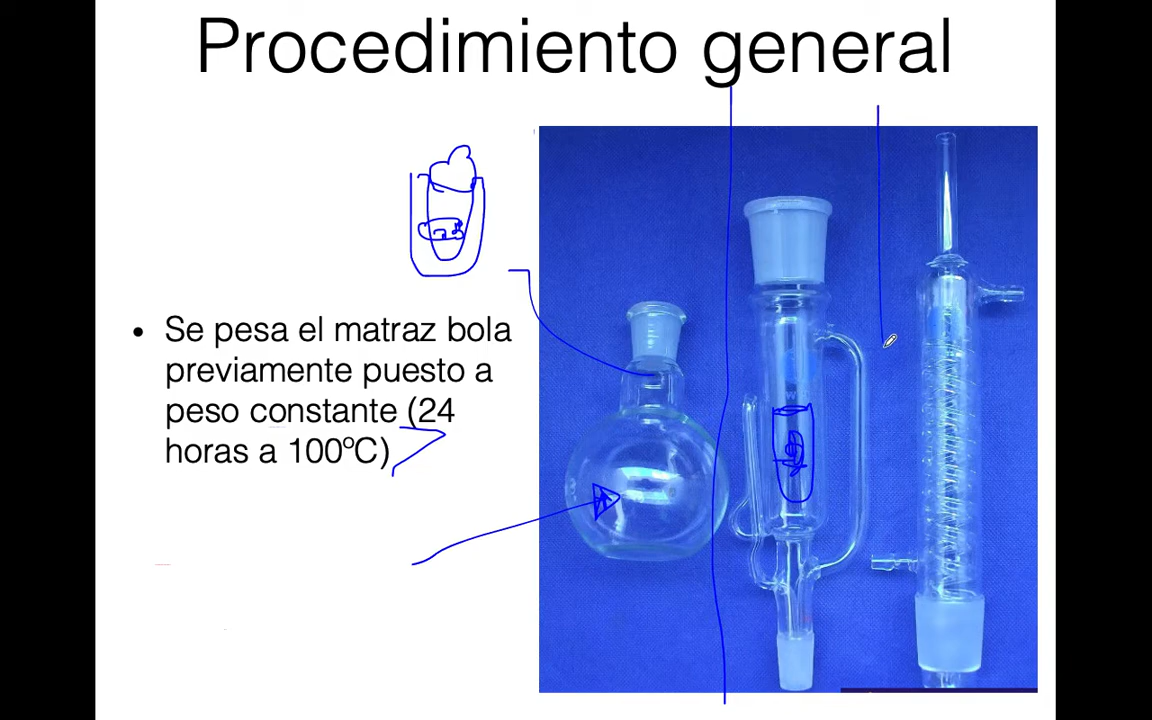 Procedimiento general
• Se pesa el matraz bola
previamente puesto a
peso constante (24
horas a 100ºC)